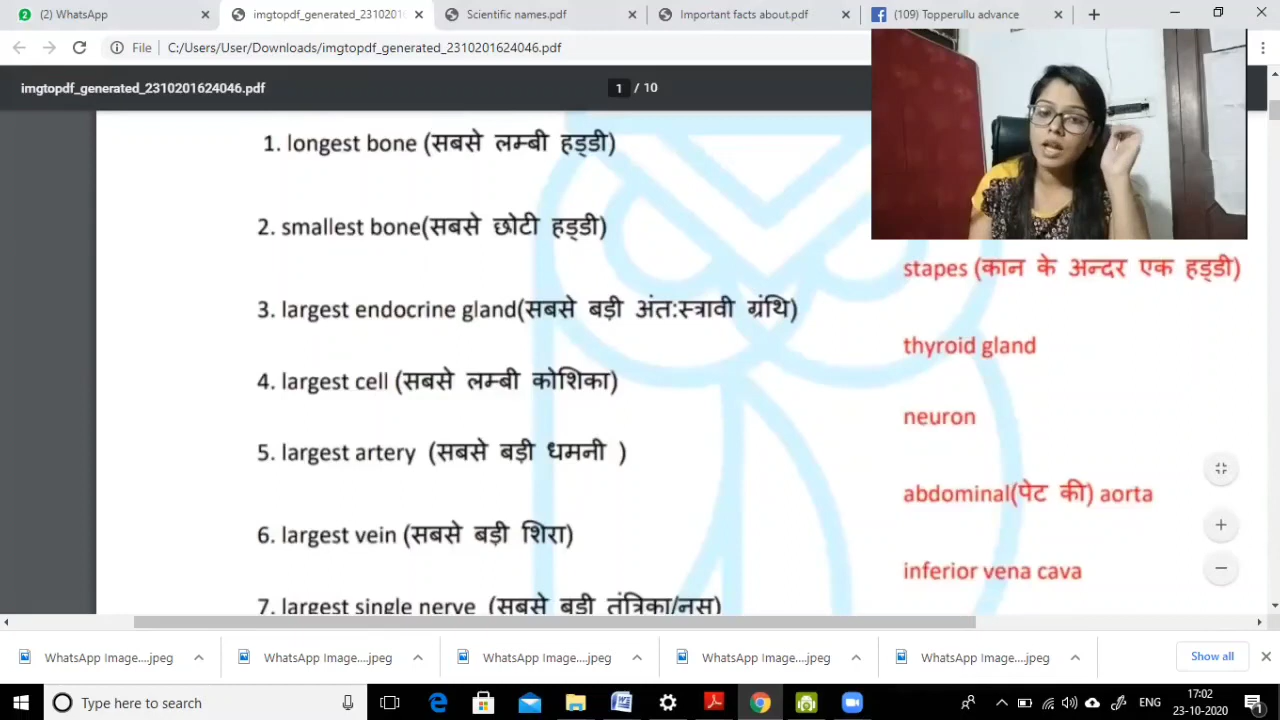 (2) WhatsApp
imgtopdf_generated_23102016
Scientific names.pdf
Important facts about.pdf
(109) Topperullu advance
File
C:/Users/User/Downloads/imgtopdf_generated_2310201624046.pdf
imgtopdf_generated_2310201624046.pdf
1 / 10
1. longest bone (सबसे लम्बी हड्डी)
2. smallest bone(सबसे छोटी हड्डी)
stapes (कान के अन्दर एक हड्डी)
3. largest endocrine gland(सबसे बड़ी अंत:स्त्रावी ग्रंथि)
thyroid gland
4. largest cell (सबसे लम्बी कोशिका)
neuron
5. largest artery (सबसे बड़ी धमनी )
abdominal(पेट की) aorta
6. largest vein (सबसे बड़ी शिरा)
inferior vena cava
7. largest single nerve (सबसे बड़ी तंत्रिका/नस)
WhatsApp Image....jpeg
WhatsApp Image....jpeg
WhatsApp Image....jpeg
WhatsApp Image....jpeg
WhatsApp Image....jpeg
Show all
Type here to search
ENG
17:02
23-10-2020